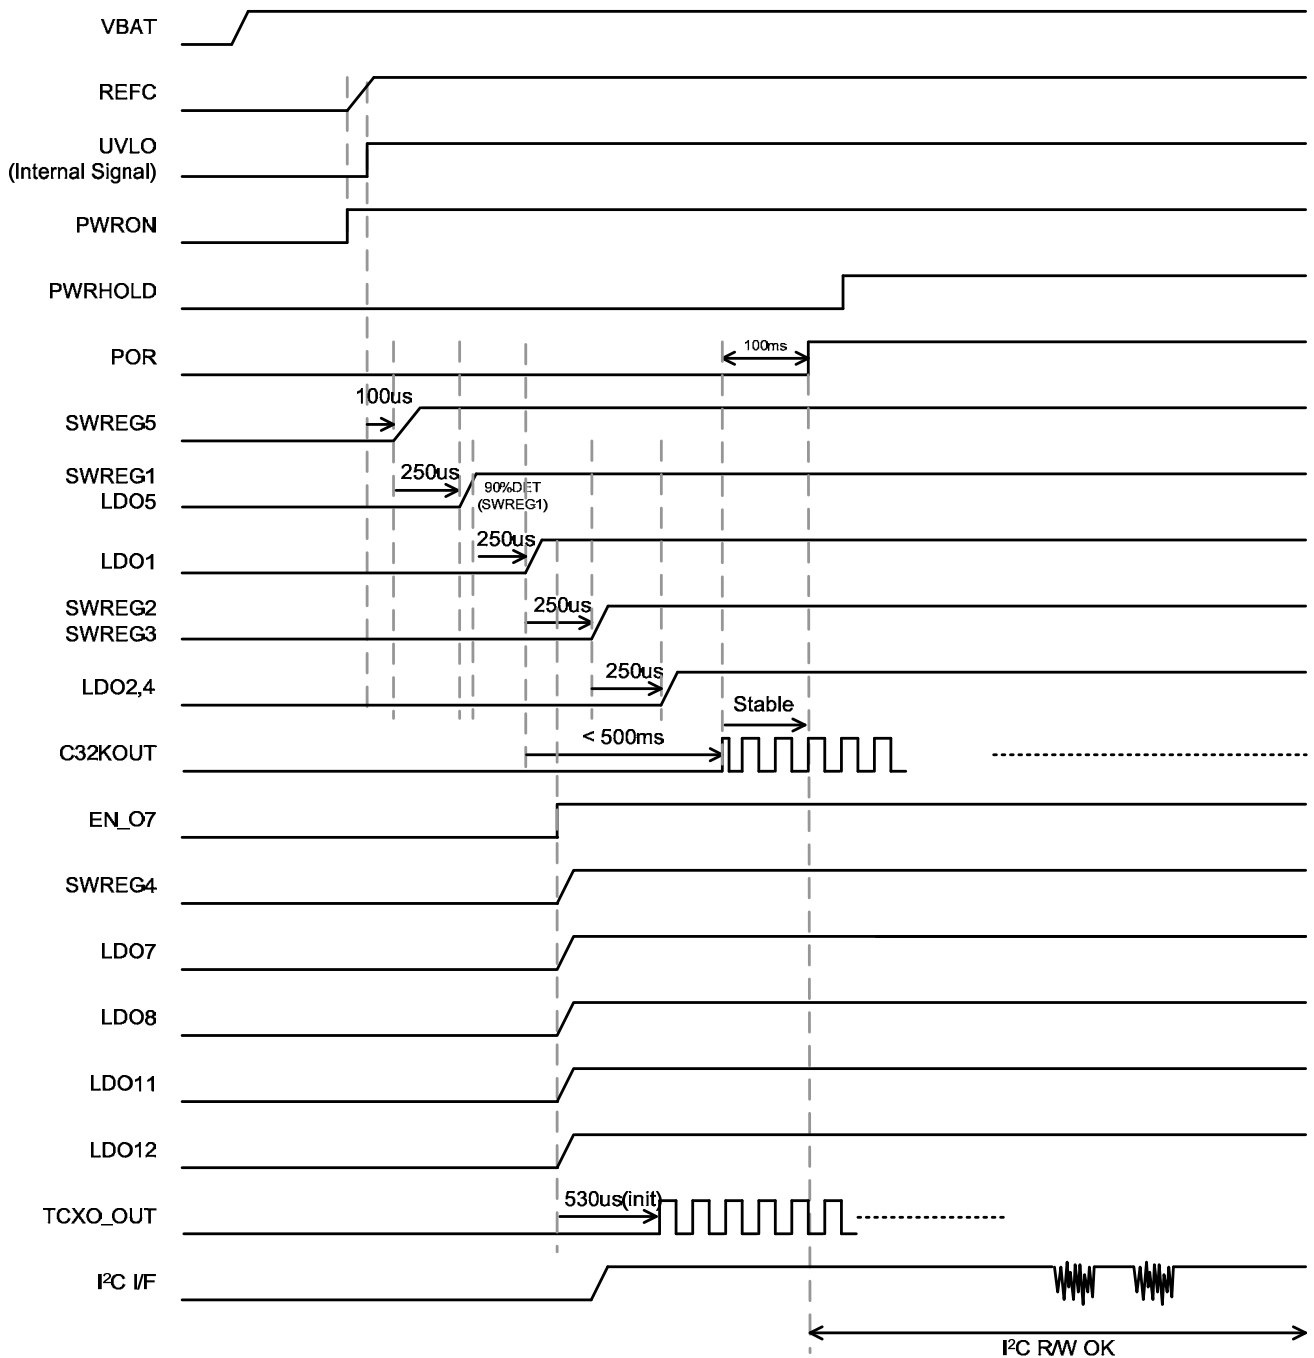 VBAT
REFC
UVLO
(Internal Signal)
PWRON
PWRHOLD
POR
100ms
100us
SWREG5
SWREG1
LDO5
250us
90%DET
(SWREG1)
LDO1
250us
SWREG2
SWREG3
250us
LDO2,4
250us
Stable
C32KOUT
< 500ms
EN_O7
SWREG4
LDO7
LDO8
LDO11
LDO12
TCXO_OUT
530us(init)
I²C I/F
I²C R/W OK